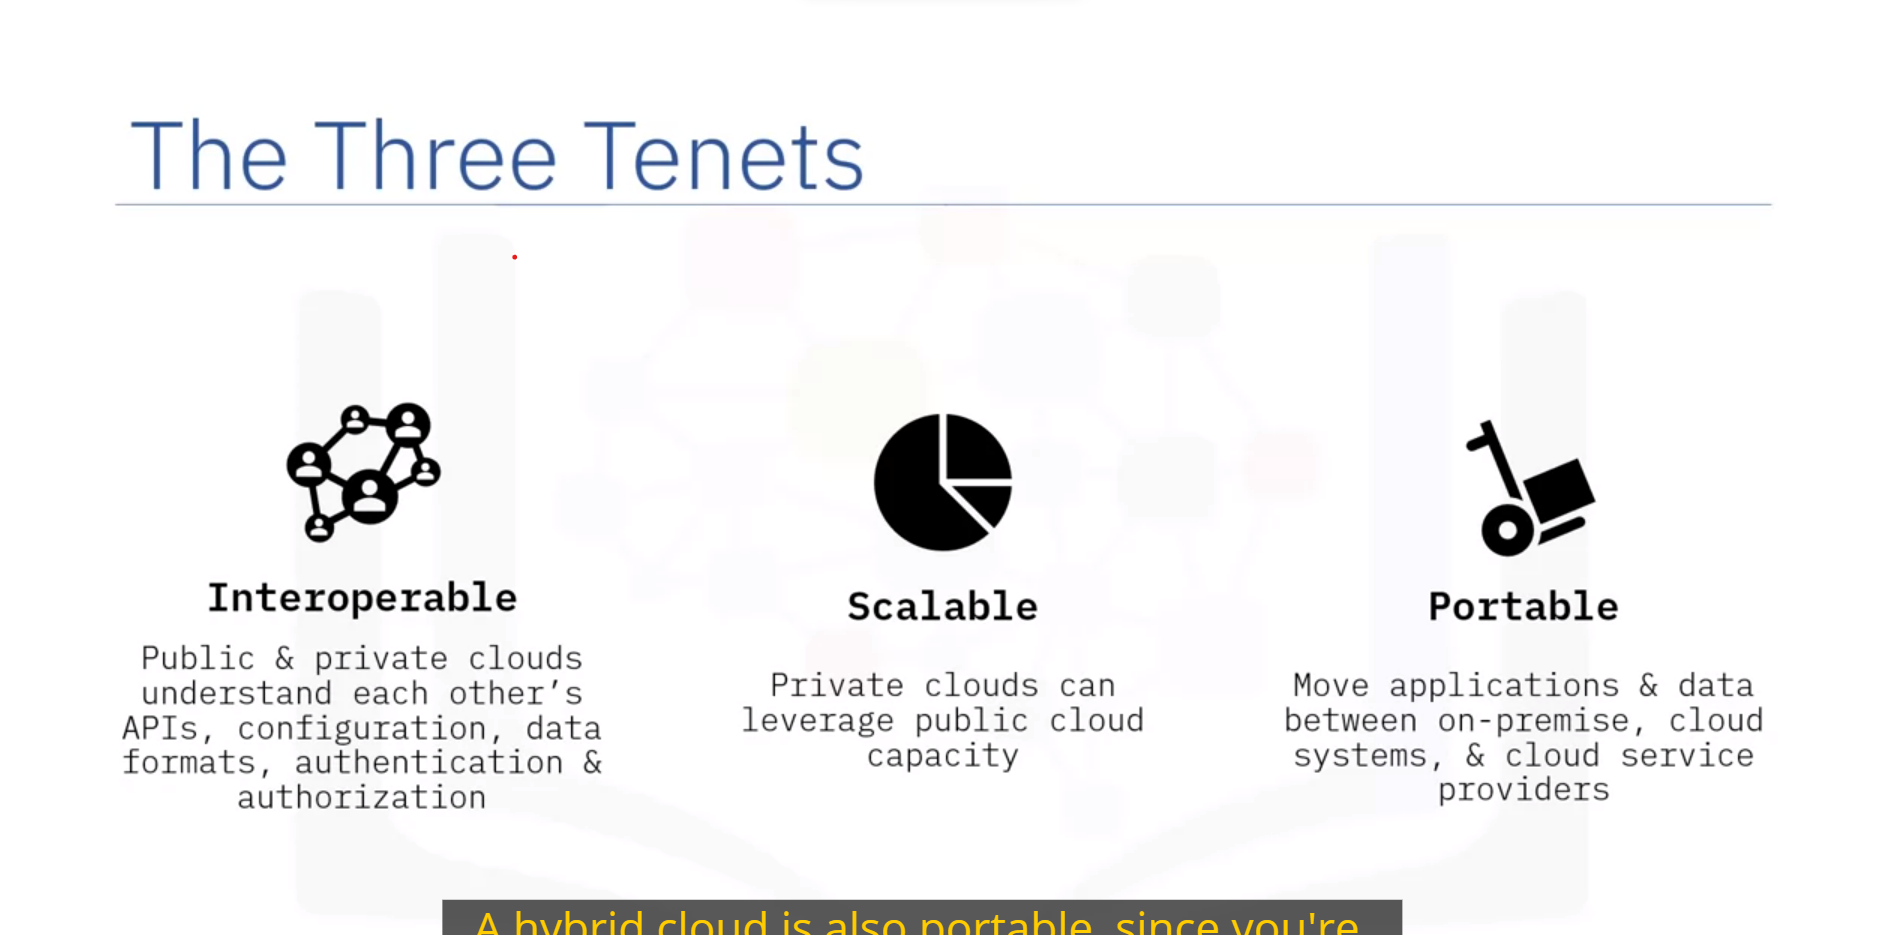 The Three Tenets
Interoperable
Public & private clouds
understand each other’s
APIs, configuration, data
formats, authentication &
authorization
Scalable
Private clouds can
leverage public cloud
capacity
Portable
Move applications & data
between on-premise, cloud
systems, & cloud service
providers
A hybrid cloud is also portable, since you're